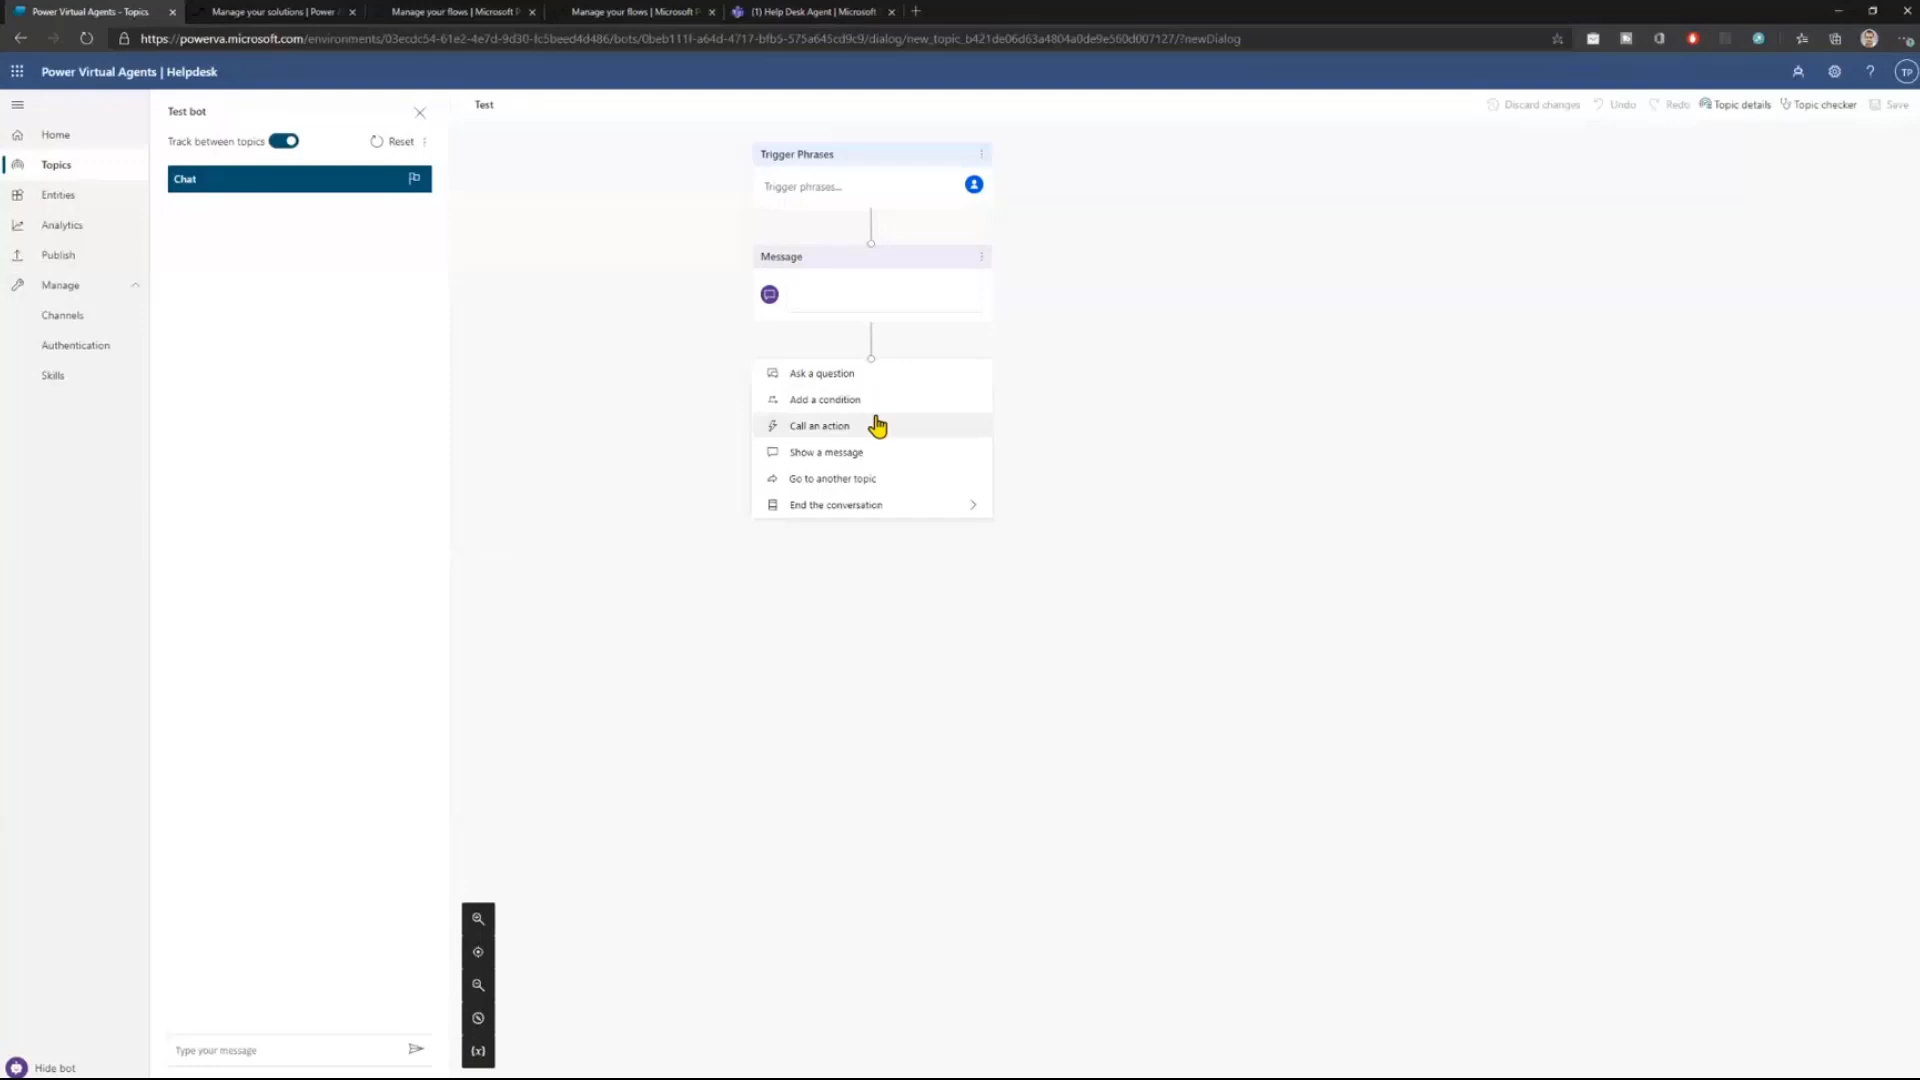 Power Virtual Agents - Topics
Manage your solutions | Power
Manage your flows | Microsoft
Manage your flows | Microsoft
(1) Help Desk Agent | Microsoft
https://powerva.microsoft.com/environments/03ecdc54-61e2-4e7d-9d30-fc5beed4d486/bots/0beb111f-a64d-4717-bfb5-575a645cd9c9/dialog/new_topic_b421de06d63a4804a0de9e560d007127/?newDialog
Power Virtual Agents | Helpdesk
TP
Home
Topics
Entities
Analytics
Publish
Manage
Channels
Authentication
Skills
Hide bot
Test bot
Track between topics
Reset
Chat
Type your message
Test
Discard changes
Undo
Redo
Topic details
Topic checker
Save
Trigger Phrases
Trigger phrases...
Message
Ask a question
Add a condition
Call an action
Show a message
Go to another topic
End the conversation
{x}